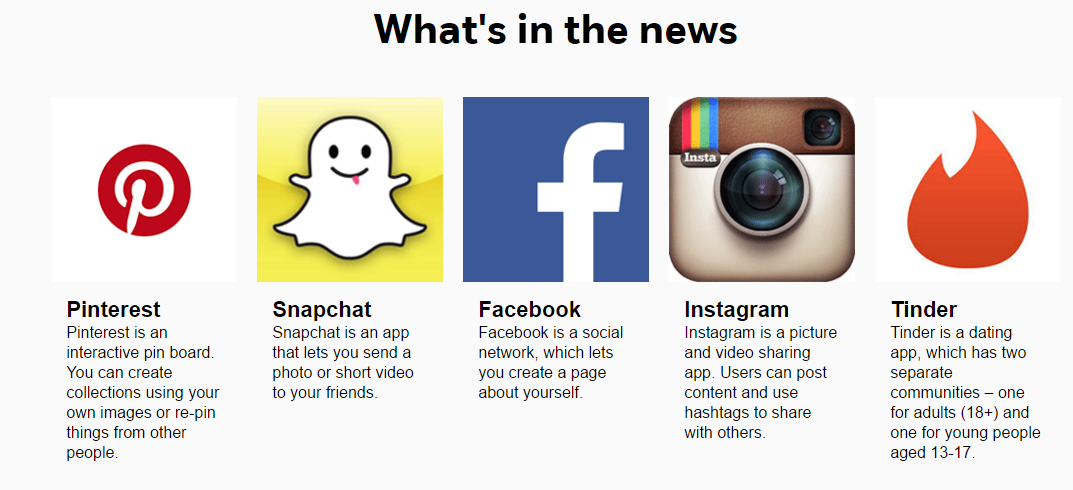 What's in the news
Insta
Pinterest
Pinterest is an
interactive pin board.
You can create
collections using your
own images or re-pin
things from other
people.
Snapchat
Snapchat is an app
that lets you send a
photo or short video
to your friends.
Facebook
Facebook is a social
network, which lets
you create a page
about yourself.
Instagram
Instagram is a picture
and video sharing
app. Users can post
content and use
hashtags to share
with others.
Tinder
Tinder is a dating
app, which has two
separate
communities – one
for adults (18+) and
one for young people
aged 13-17.